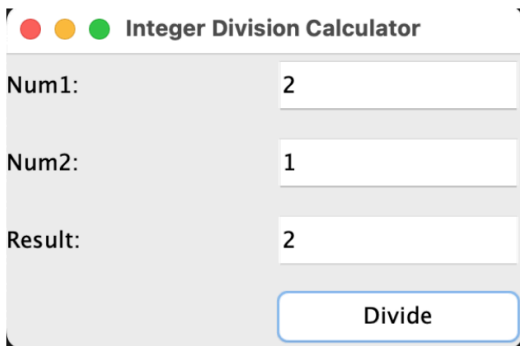 Integer Division Calculator
Num1: 2
Num2: 1
Result: 2
Divide